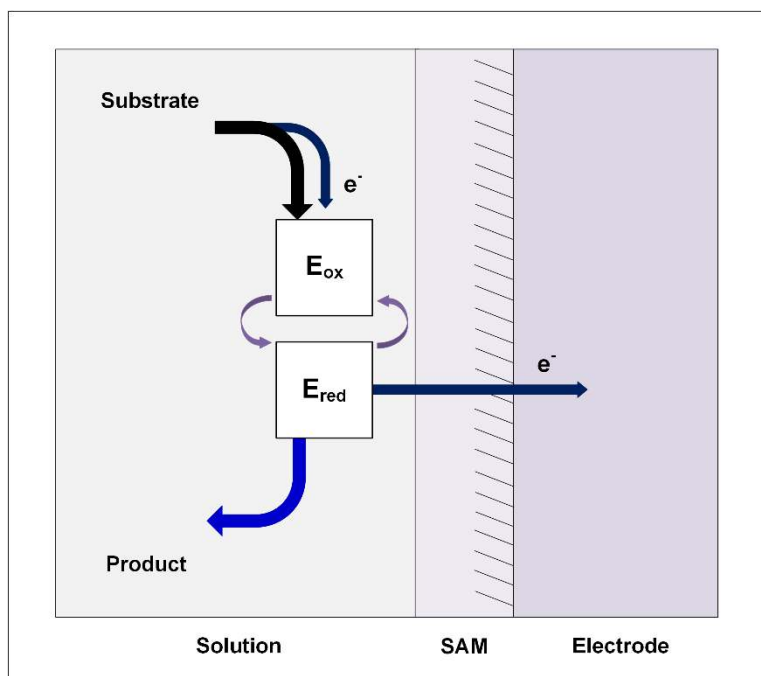 Substrate
e-
Eox
Ered
e-
Product
Solution SAM Electrode